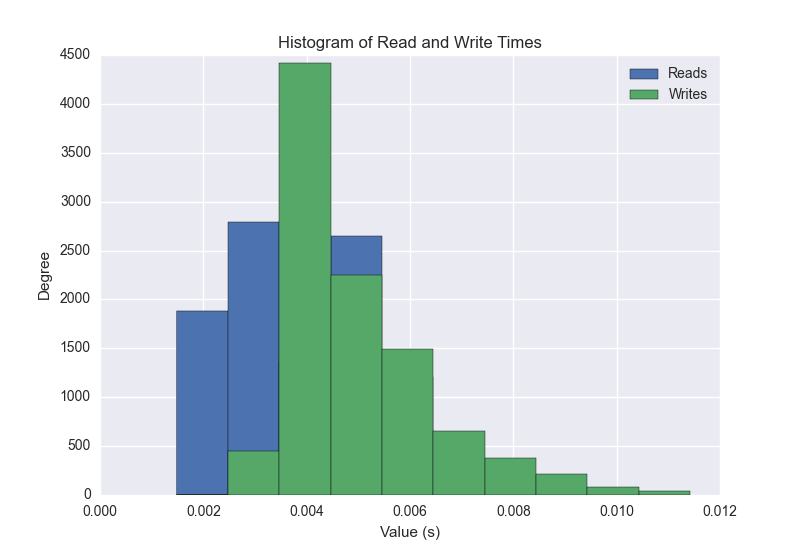 Histogram of Read and Write Times
Reads
Writes
4500
4000
3500
3000
2500
2000
1500
1000
500
0
Degree
0.000 0.002 0.004 0.006 0.008 0.010 0.012
Value (s)